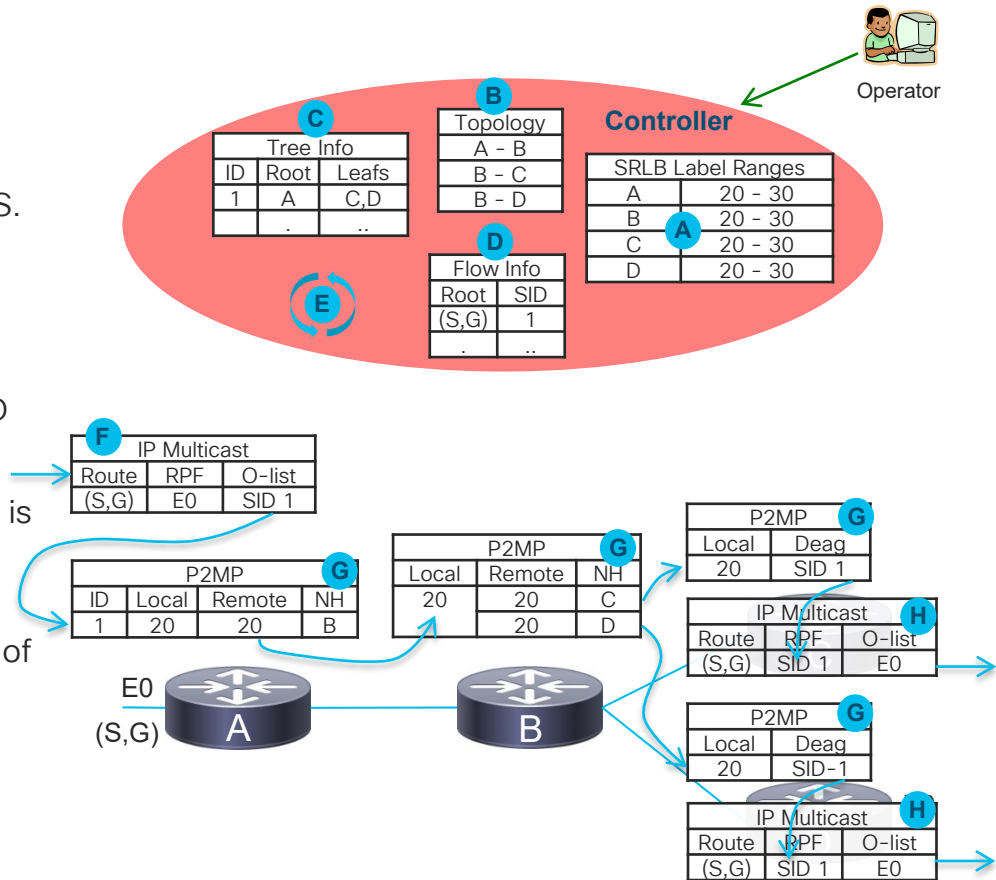 Operator
Controller
C
Tree Info
ID Root Leafs
1 A C,D
. ..
B
Topology
A - B
B - C
B - D
SRLB Label Ranges
A 20 - 30
B 20 - 30
C 20 - 30
D 20 - 30
A
D
Flow Info
Root SID
(S,G) 1
. ..
E
S.
is
of
F
IP Multicast
Route RPF O-list
(S,G) E0 SID 1
G
P2MP
ID Local Remote NH
1 20 20 B
G
P2MP
Local Remote NH
20 20 C
20 D
G
P2MP
Local Deag
20 SID 1
H
IP Multicast
Route RPF O-list
(S,G) SID 1 E0
G
P2MP
Local Deag
20 SID-1
H
IP Multicast
Route RPF O-list
(S,G) SID 1 E0
E0
(S,G)
A
B